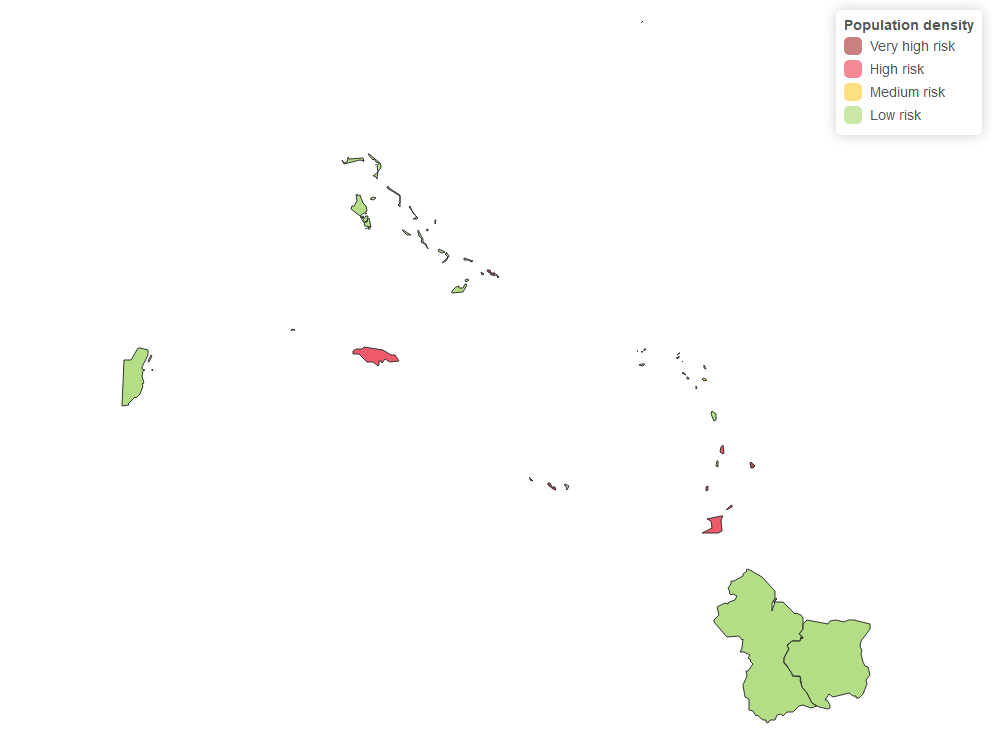 Population density
Very high risk
High risk
Medium risk
Low risk